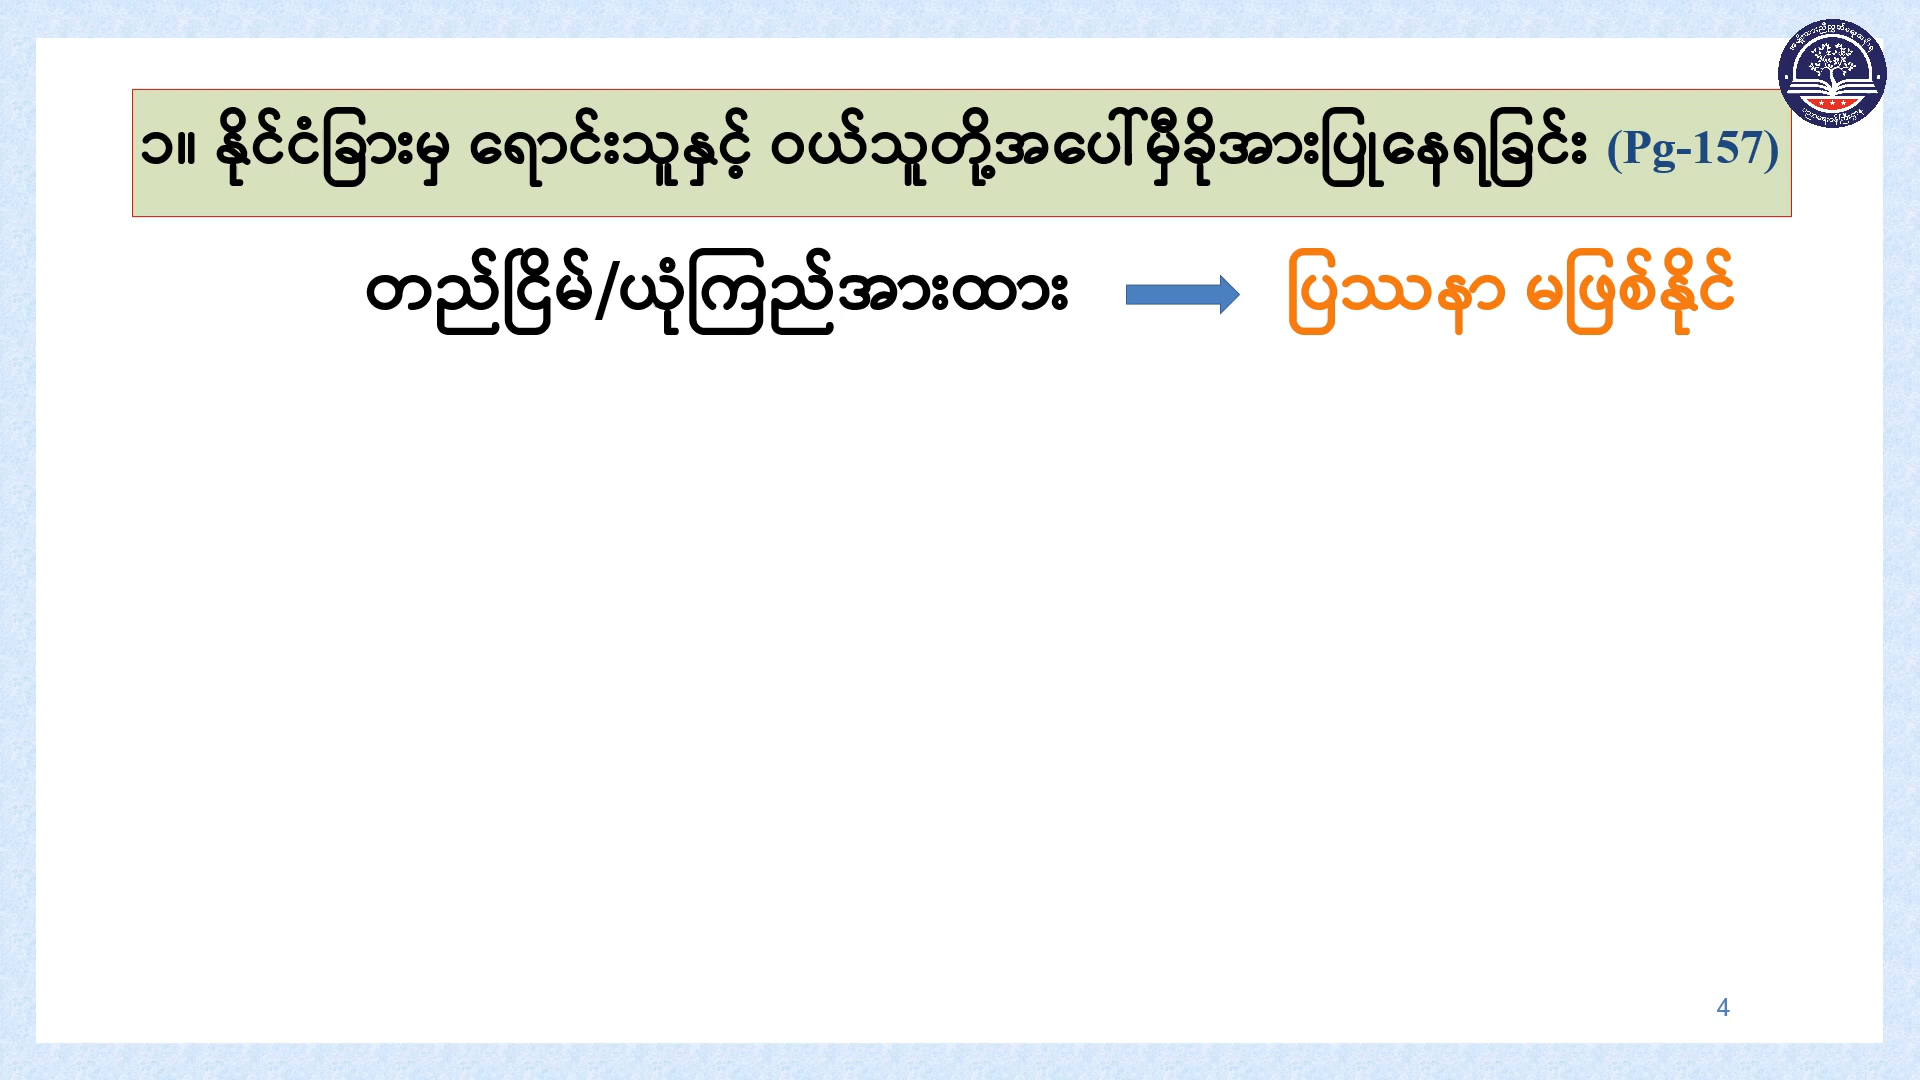 ၁။ နိုင်ငံခြားမှ ရောင်းသူနှင့် ဝယ်သူတို့အပေါ်မှီခိုအားပြုနေရခြင်း (Pg-157)
တည်ငြိမ်/ယုံကြည်အားထား ပြဿနာ မဖြစ်နိုင်
4